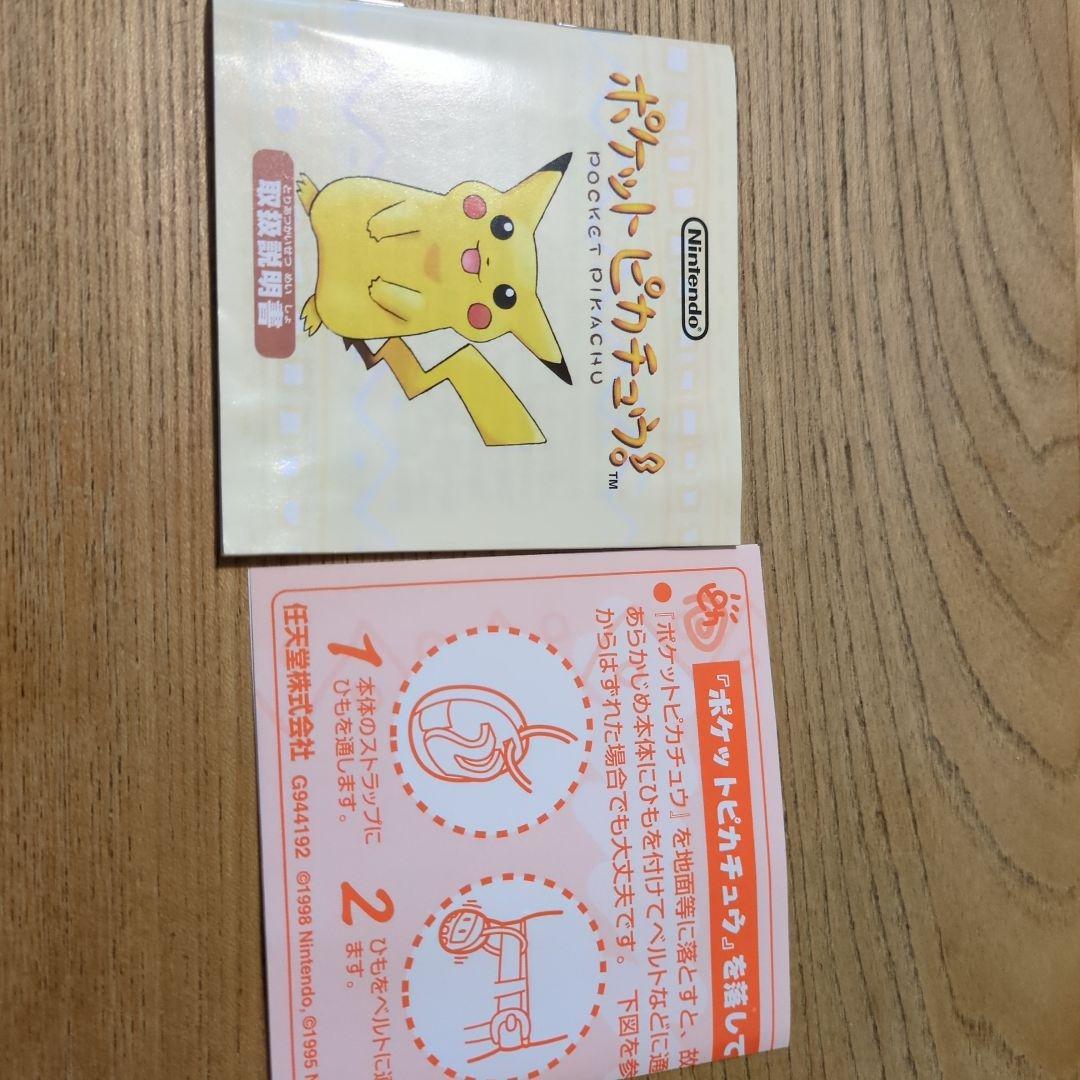 Nintendo®
ポケットピカチュウ!™
POCKET PIKACHU
とりあつかいせつめいしょ
取扱説明書
『ポケットピカチュウ』を落して
●『ポケットピカチュウ』を地面等に落とすと、故
あらかじめ本体にひもを付けてベルトなどに通
からはずれた場合でも大丈夫です。 下図を参
1 本体のストラップに
ひもを通します。
2 ひもをベルトに通
ます。
任天堂株式会社 G944192 ©1998 Nintendo, ©1995 N